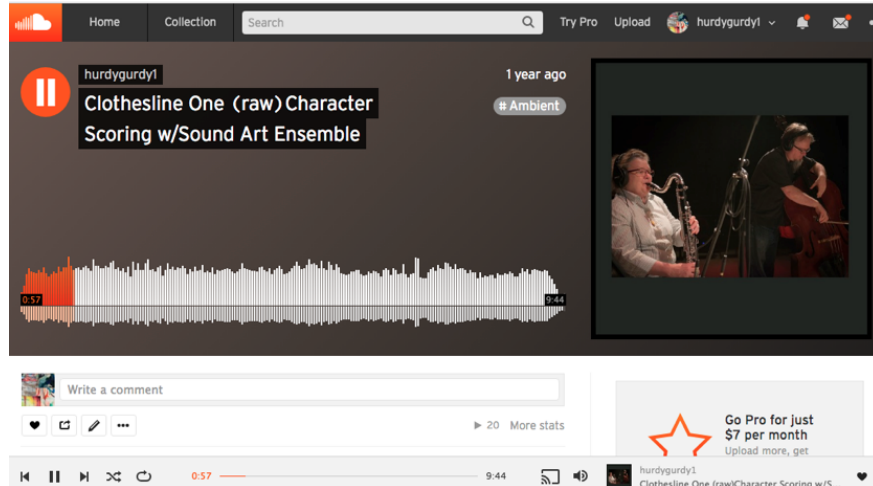 Home
Collection
Search
Try Pro
Upload
hurdygurdy1
hurdygurdy1
Clothesline One (raw)Character
Scoring w/Sound Art Ensemble
1 year ago
# Ambient
0:57
9:44
Write a comment
20 More stats
Go Pro for just
$7 per month
Upload more, get
0:57
9:44
hurdygurdy1
Clothesline One (raw)Character Scoring w/S...